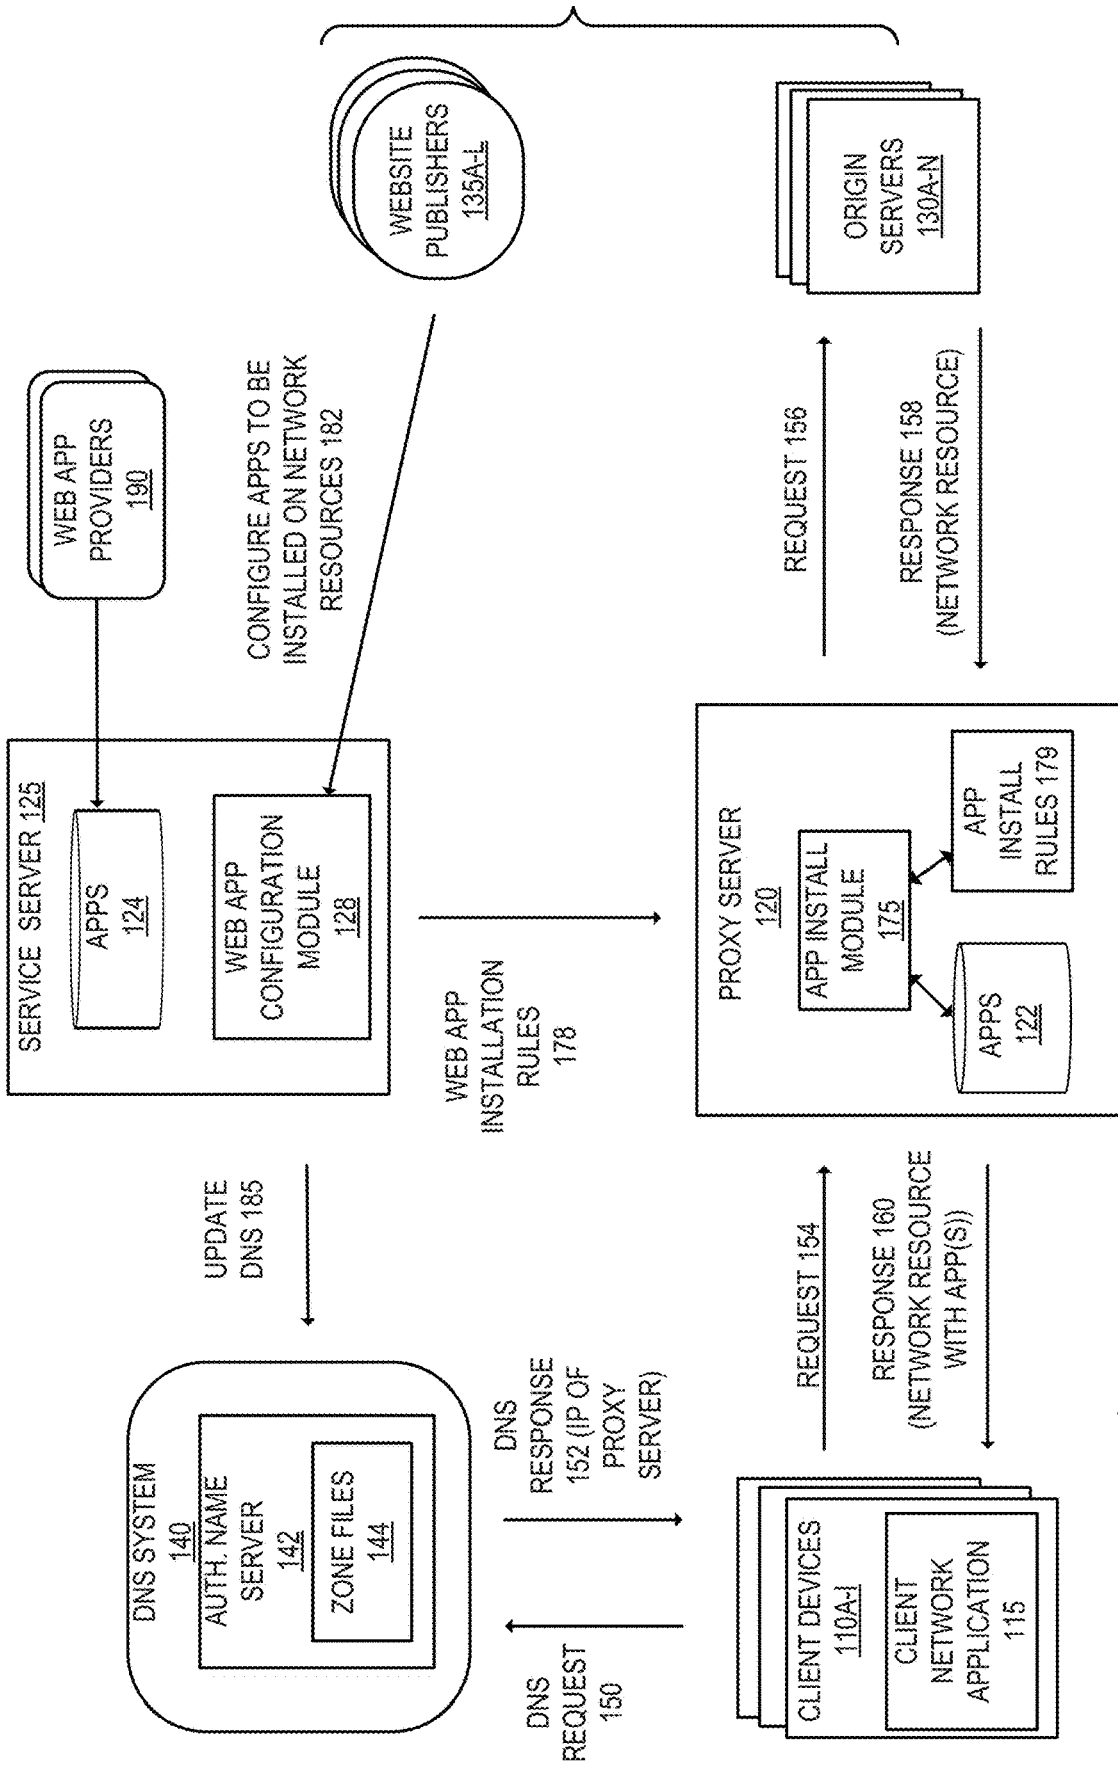 DNS SYSTEM
140
AUTH. NAME
SERVER
142
ZONE FILES
144
UPDATE
DNS 185
SERVICE SERVER 125
APPS
124
WEB APP
CONFIGURATION
MODULE
128
WEB APP
PROVIDERS
190
CONFIGURE APPS TO BE
INSTALLED ON NETWORK
RESOURCES 182
WEBSITE
PUBLISHERS
135A-L
DNS
REQUEST
150
DNS
RESPONSE
152 (IP OF
PROXY
SERVER)
WEB APP
INSTALLATION
RULES
178
CLIENT DEVICES
110A-I
CLIENT
NETWORK
APPLICATION
115
REQUEST 154
RESPONSE 160
(NETWORK RESOURCE
WITH APP(S))
PROXY SERVER
120
APP INSTALL
MODULE
175
APPS
122
APP
INSTALL
RULES 179
REQUEST 156
RESPONSE 158
(NETWORK RESOURCE)
ORIGIN
SERVERS
130A-N